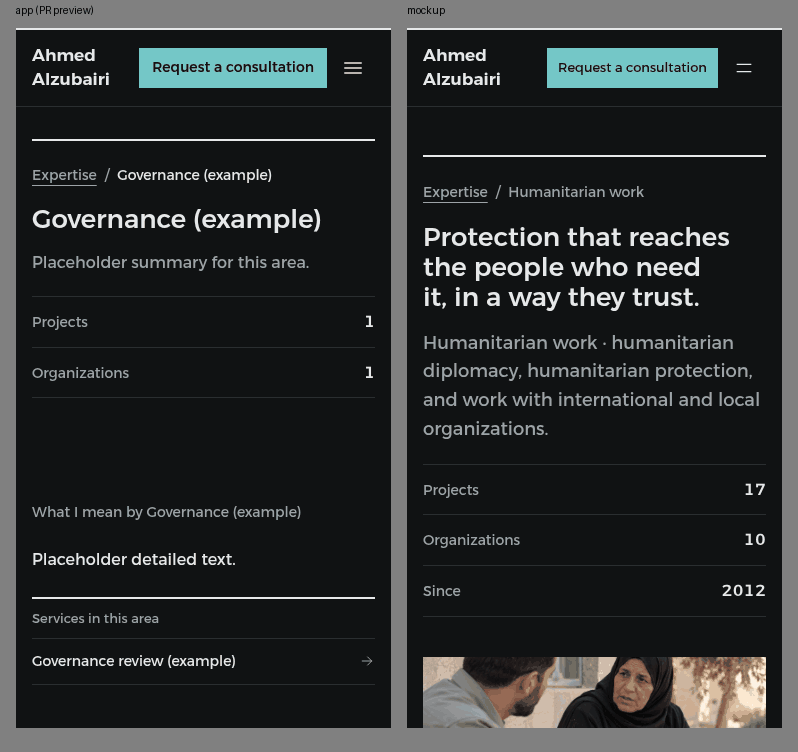 app (PR preview)
Ahmed
Alzubairi
Request a consultation
Expertise / Governance (example)
Governance (example)
Placeholder summary for this area.
Projects 1
Organizations 1
What I mean by Governance (example)
Placeholder detailed text.
Services in this area
Governance review (example) →
mockup
Ahmed
Alzubairi
Request a consultation
Expertise / Humanitarian work
Protection that reaches
the people who need
it, in a way they trust.
Humanitarian work · humanitarian
diplomacy, humanitarian protection,
and work with international and local
organizations.
Projects 17
Organizations 10
Since 2012